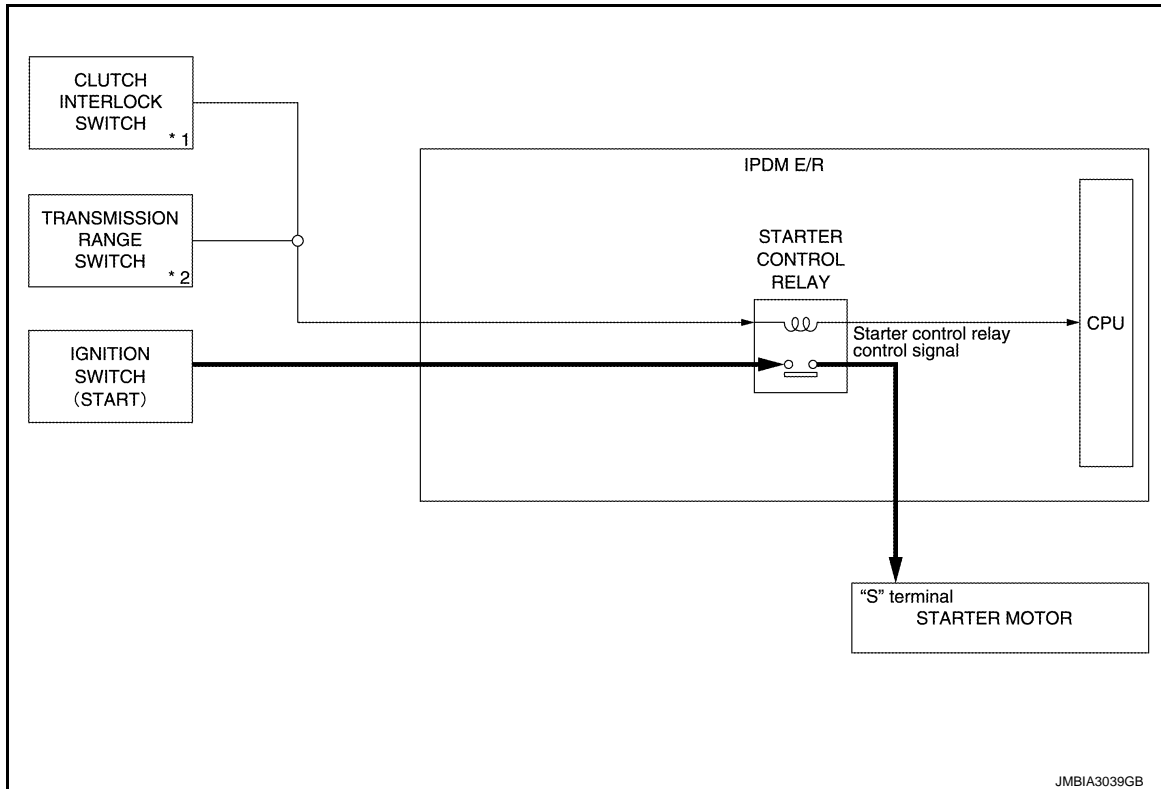 CLUTCH
INTERLOCK
SWITCH
* 1
TRANSMISSION
RANGE
SWITCH
* 2
IGNITION
SWITCH
(START)
IPDM E/R
STARTER
CONTROL
RELAY
Starter control relay
control signal
CPU
“S” terminal
STARTER MOTOR
JMBIA3039GB